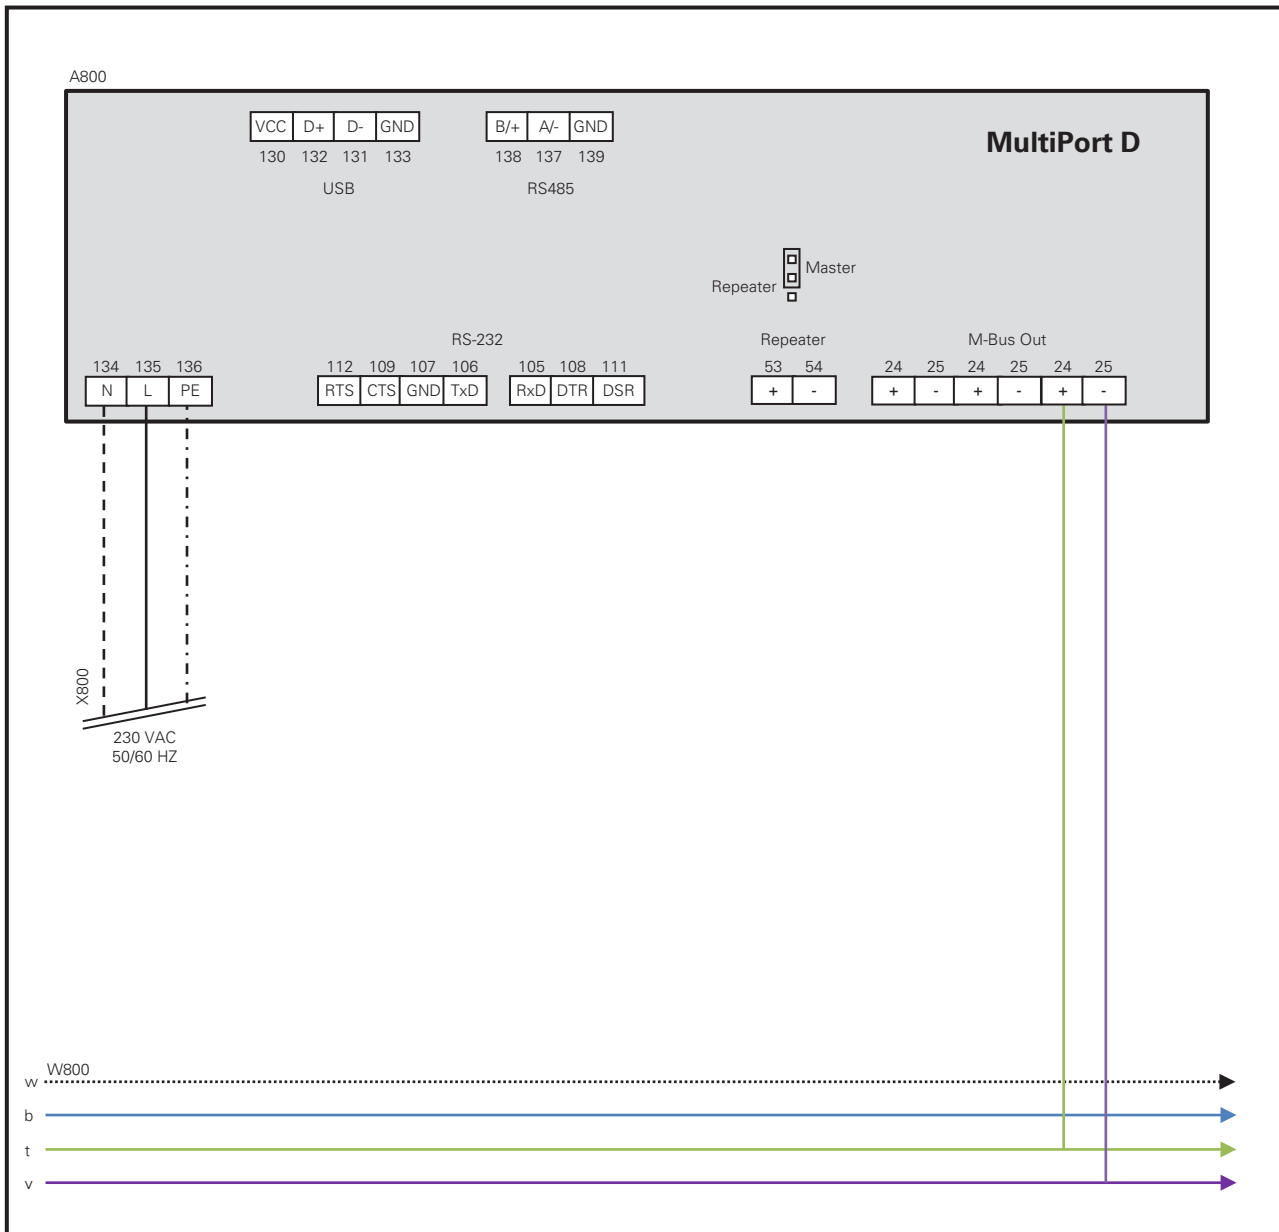 A800
VCC D+ D- GND
130 132 131 133
USB
B/+ A/- GND
138 137 139
RS485
MultiPort D
Master
Repeater
RS-232
Repeater
M-Bus Out
134 135 136
N L PE
112 109 107 106
RTS CTS GND TxD
105 108 111
RxD DTR DSR
53 54
+ -
24 25 24 25 24 25
+ - + - + -
X800
230 VAC
50/60 HZ
W800
w
b
t
v